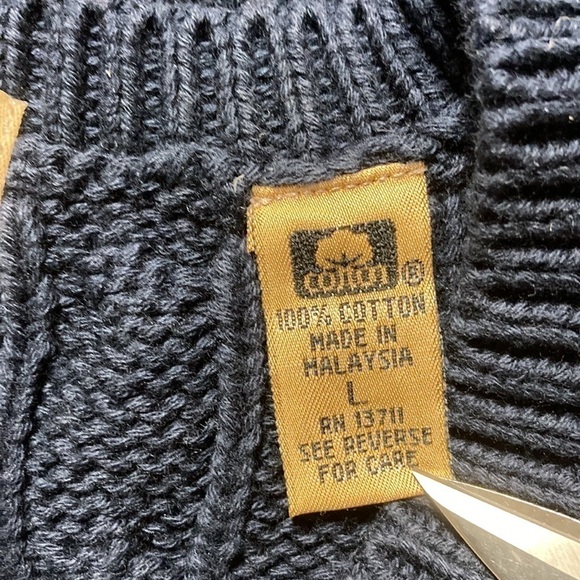 cotton ®
100% COTTON
MADE IN
MALAYSIA
L
RN 13711
SEE REVERSE
FOR CARE